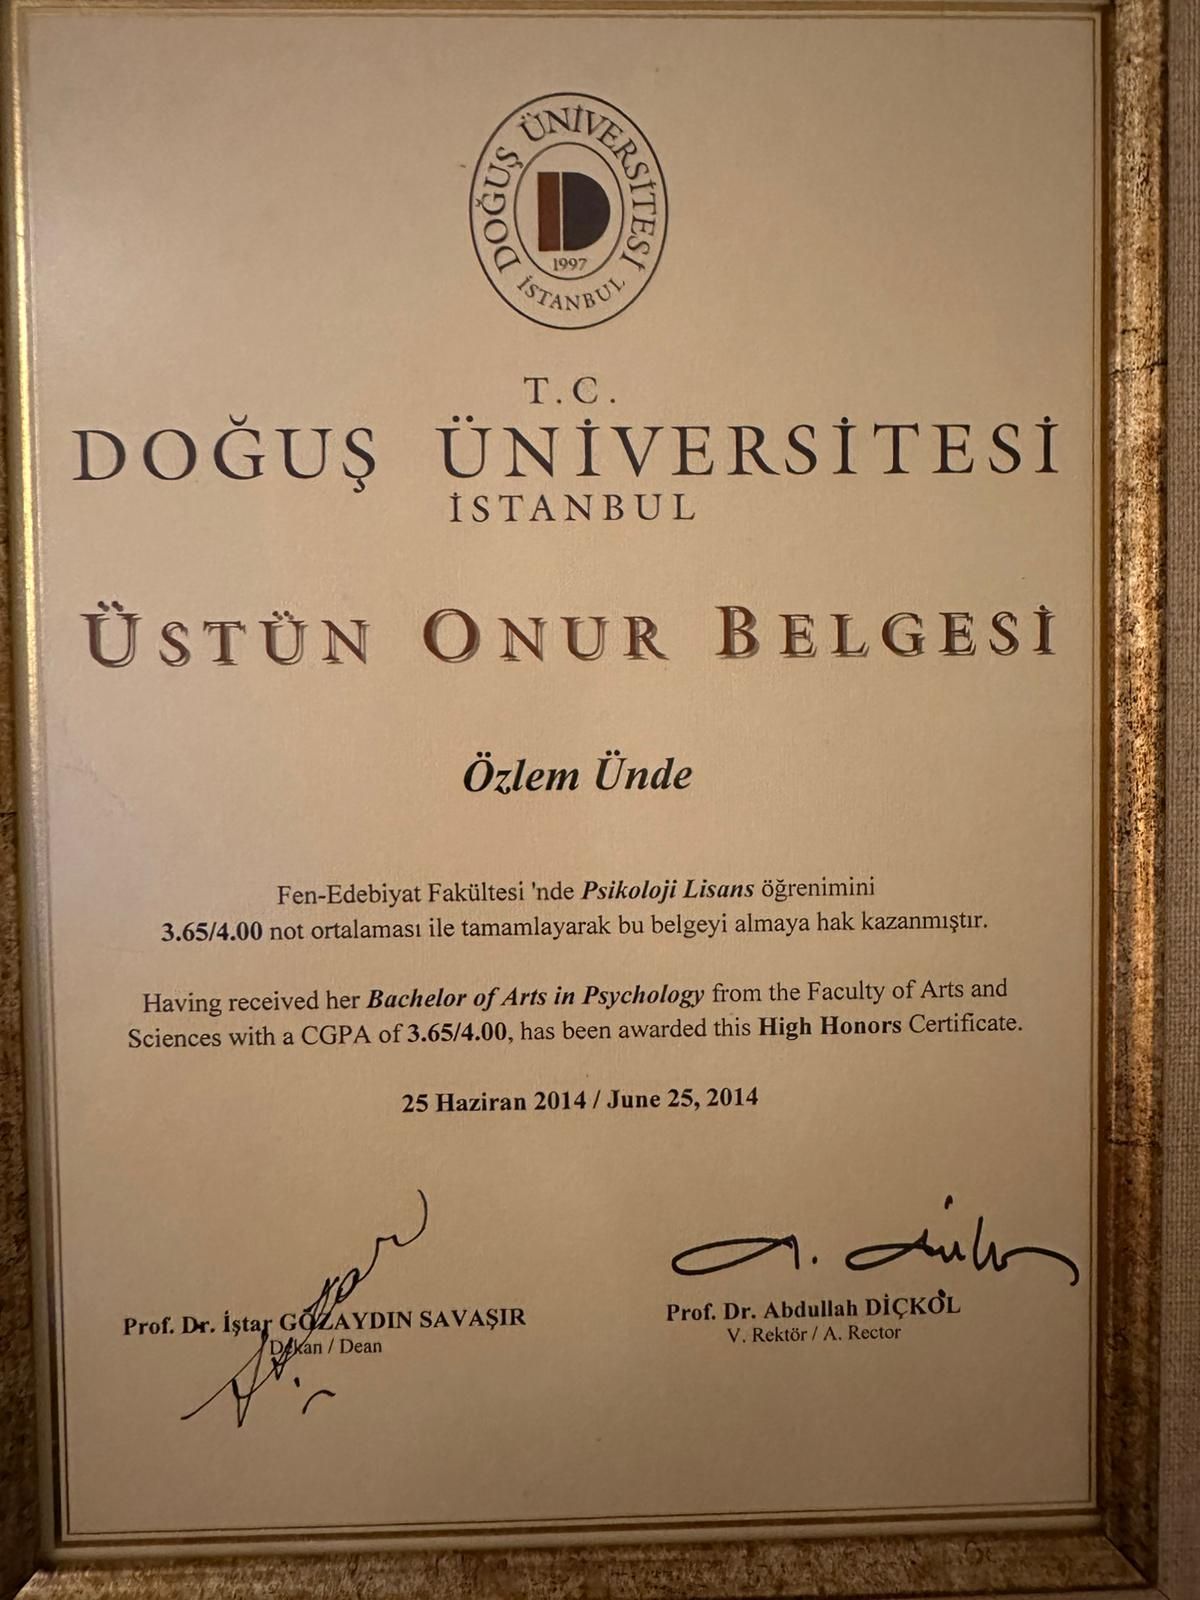 DOĞUŞ ÜNİVERSİTESİ
1997
İSTANBUL
T.C.
DOĞUŞ ÜNİVERSİTESİ
İSTANBUL
ÜSTÜN ONUR BELGESİ
Özlem Ünde
Fen-Edebiyat Fakültesi 'nde Psikoloji Lisans öğrenimini
3.65/4.00 not ortalaması ile tamamlayarak bu belgeyi almaya hak kazanmıştır.
Having received her Bachelor of Arts in Psychology from the Faculty of Arts and
Sciences with a CGPA of 3.65/4.00, has been awarded this High Honors Certificate.
25 Haziran 2014 / June 25, 2014
Prof. Dr. İştar GÖZAYDIN SAVAŞIR
Dekan / Dean
Prof. Dr. Abdullah DİÇKOL
V. Rektör / A. Rector